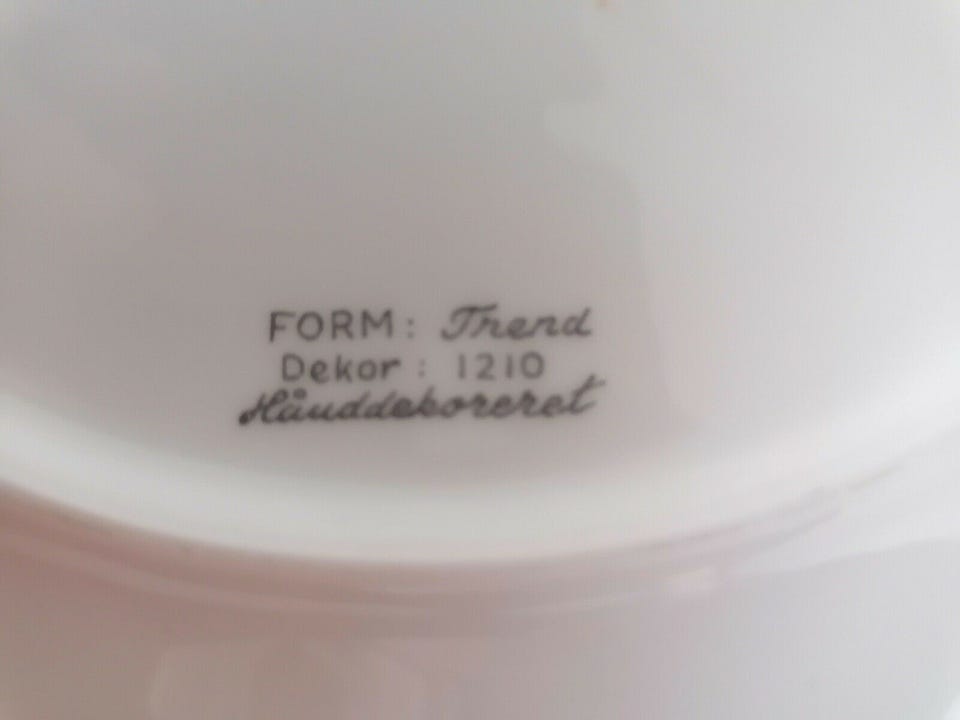 FORM: Trend
Dekor: 1210
Hånddekoreret